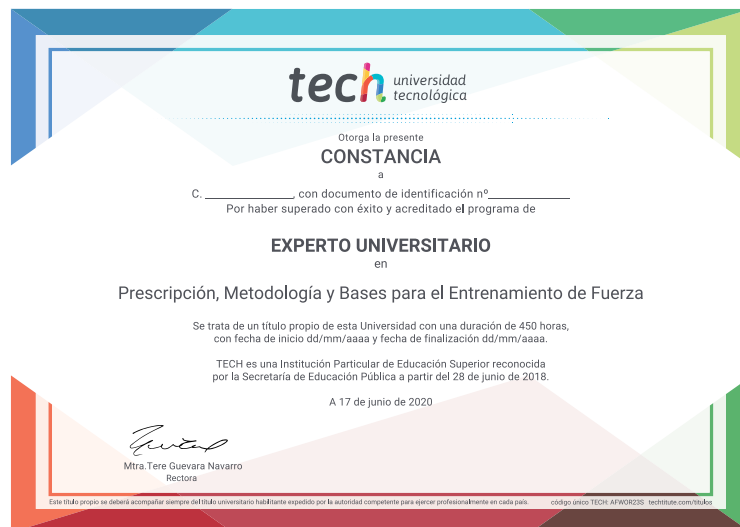 tech universidad
tecnológica
Otorga la presente
CONSTANCIA
a
C. ________________, con documento de identificación nº______________
Por haber superado con éxito y acreditado el programa de
EXPERTO UNIVERSITARIO
en
Prescripción, Metodología y Bases para el Entrenamiento de Fuerza
Se trata de un título propio de esta Universidad con una duración de 450 horas,
con fecha de inicio dd/mm/aaaa y fecha de finalización dd/mm/aaaa.
TECH es una Institución Particular de Educación Superior reconocida
por la Secretaría de Educación Pública a partir del 28 de junio de 2018.
A 17 de junio de 2020
Mtra.Tere Guevara Navarro
Rectora
Este título propio se deberá acompañar siempre del título universitario habilitante expedido por la autoridad competente para ejercer profesionalmente en cada país. código único TECH: AFWOR23S techtitute.com/titulos